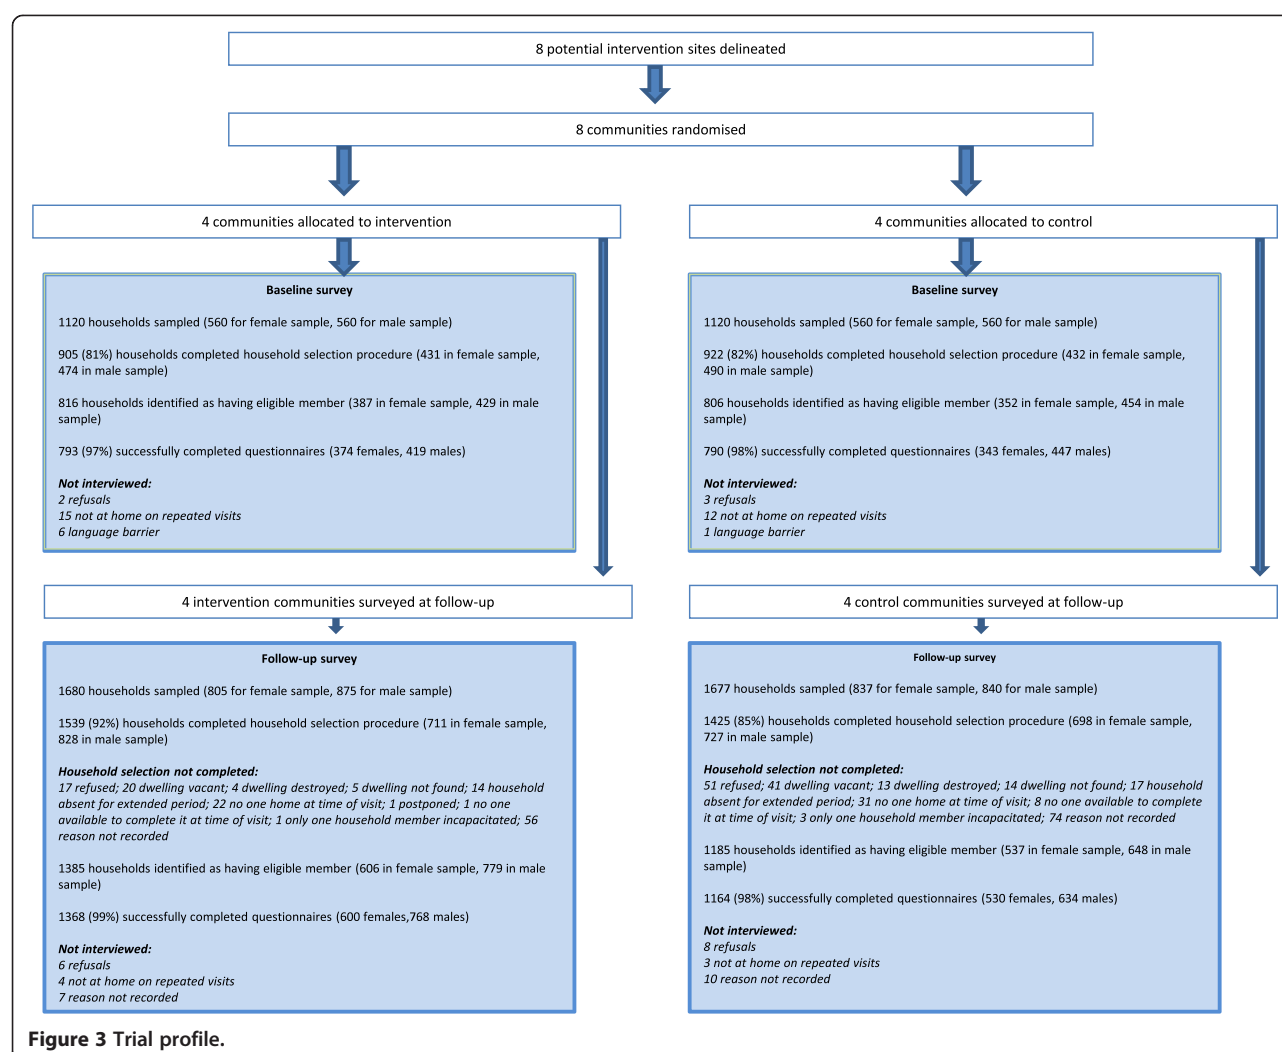 8 potential intervention sites delineated
8 communities randomised
4 communities allocated to intervention
4 communities allocated to control
Baseline survey
1120 households sampled (560 for female sample, 560 for male sample)
905 (81%) households completed household selection procedure (431 in female sample,
474 in male sample)
816 households identified as having eligible member (387 in female sample, 429 in male
sample)
793 (97%) successfully completed questionnaires (374 females, 419 males)
Not interviewed:
2 refusals
15 not at home on repeated visits
6 language barrier
Baseline survey
1120 households sampled (560 for female sample, 560 for male sample)
922 (82%) households completed household selection procedure (432 in female sample,
490 in male sample)
806 households identified as having eligible member (352 in female sample, 454 in male
sample)
790 (98%) successfully completed questionnaires (343 females, 447 males)
Not interviewed:
3 refusals
12 not at home on repeated visits
1 language barrier
4 intervention communities surveyed at follow-up
4 control communities surveyed at follow-up
Follow-up survey
1680 households sampled (805 for female sample, 875 for male sample)
1539 (92%) households completed household selection procedure (711 in female sample,
828 in male sample)
Household selection not completed:
17 refused; 20 dwelling vacant; 4 dwelling destroyed; 5 dwelling not found; 14 household
absent for extended period; 22 no one home at time of visit; 1 postponed; 1 no one
available to complete it at time of visit; 1 only one household member incapacitated; 56
reason not recorded
1385 households identified as having eligible member (606 in female sample, 779 in male
sample)
1368 (99%) successfully completed questionnaires (600 females,768 males)
Not interviewed:
6 refusals
4 not at home on repeated visits
7 reason not recorded
Follow-up survey
1677 households sampled (837 for female sample, 840 for male sample)
1425 (85%) households completed household selection procedure (698 in female sample,
727 in male sample)
Household selection not completed:
51 refused; 41 dwelling vacant; 13 dwelling destroyed; 14 dwelling not found; 17 household
absent for extended period; 31 no one home at time of visit; 8 no one available to complete
it at time of visit; 3 only one household member incapacitated; 74 reason not recorded
1185 households identified as having eligible member (537 in female sample, 648 in male
sample)
1164 (98%) successfully completed questionnaires (530 females, 634 males)
Not interviewed:
8 refusals
3 not at home on repeated visits
10 reason not recorded
Figure 3 Trial profile.